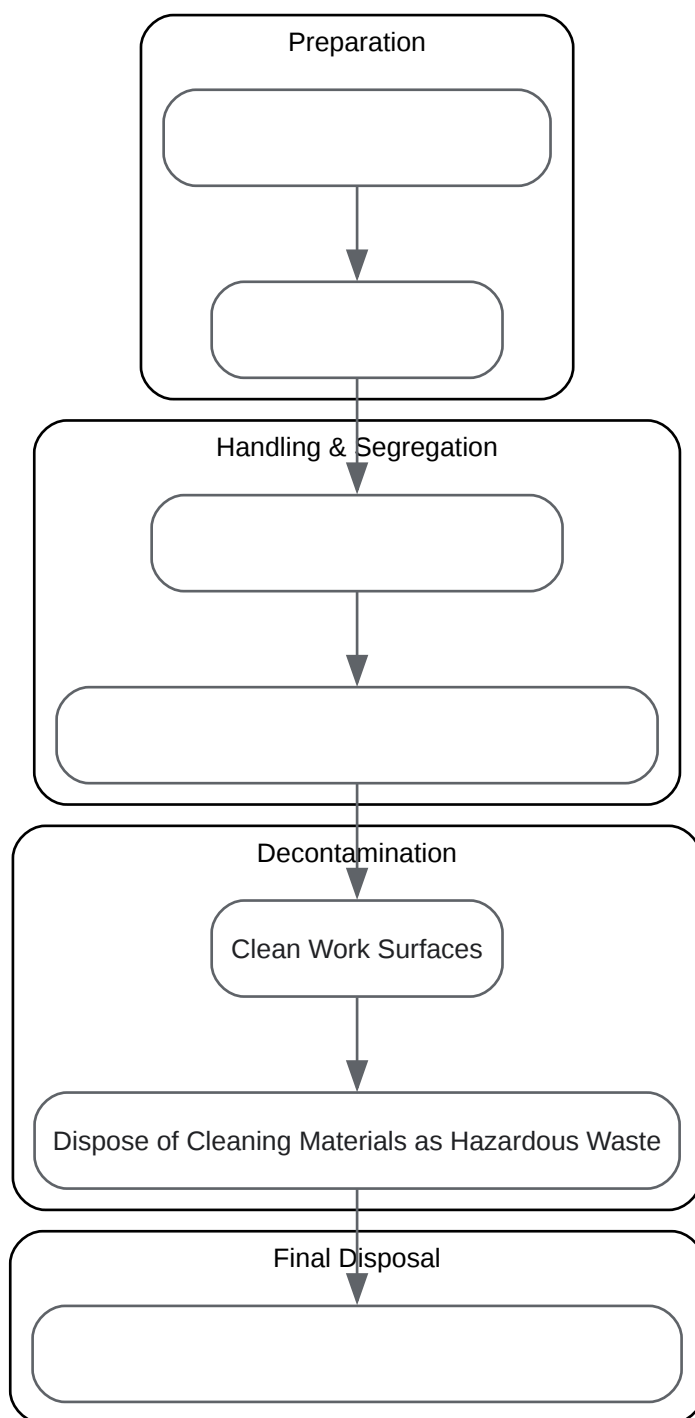 Preparation
Handling & Segregation
Decontamination
Clean Work Surfaces
Dispose of Cleaning Materials as Hazardous Waste
Final Disposal